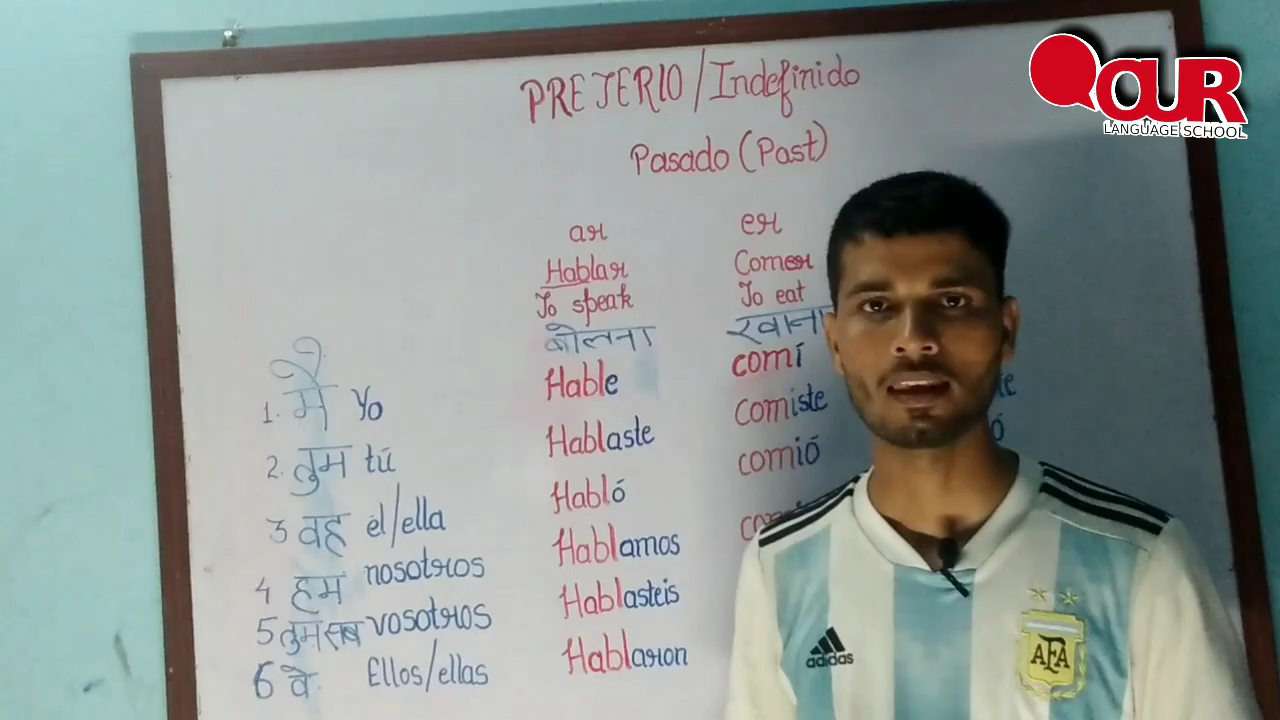 PRETERIO/Indefinido
Pasado (Past)
ar er
Hablar Comer
To speak To eat
बोलना खाना
1. मैं Yo Hable comí
2. तुम tú Hablaste comiste
3 वह él/ella Habló comió
4 हम nosotros Hablamos
5 तुम सब vosotros Hablasteis
6 वे Ellos/ellas Hablaron
OUR
LANGUAGE SCHOOL
adidas
AFA